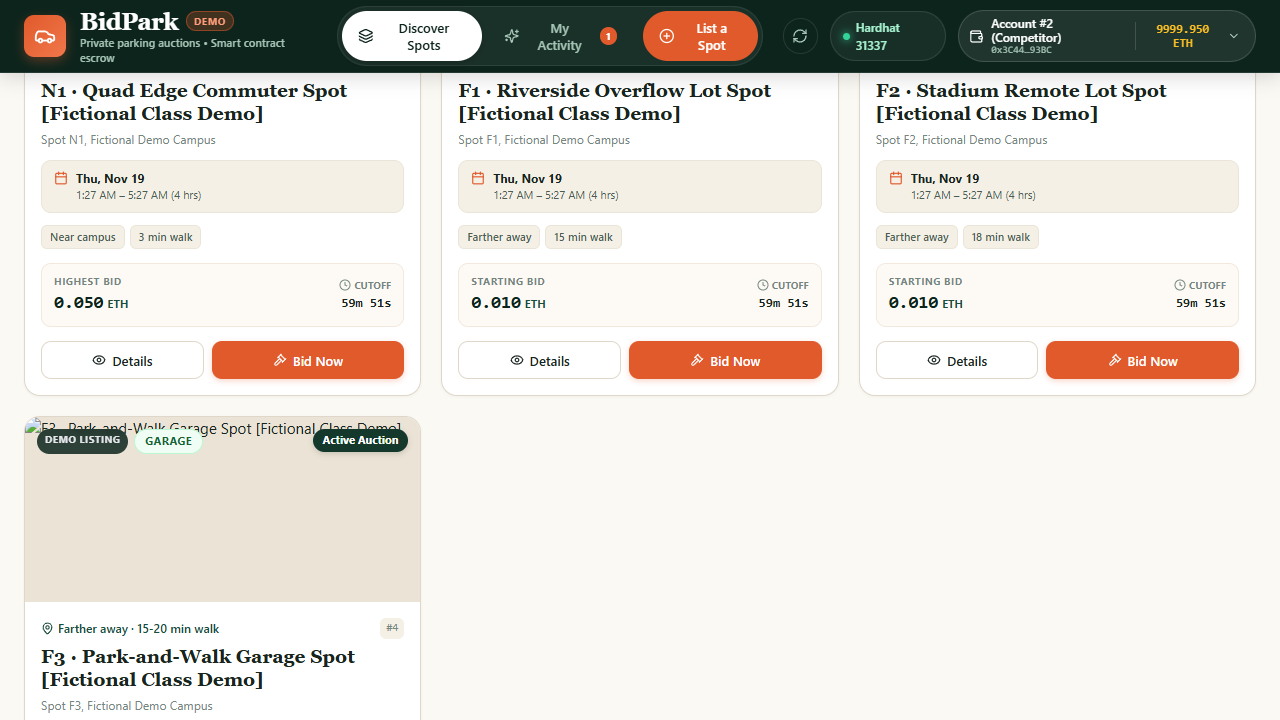 BidPark DEMO
Private parking auctions • Smart contract
escrow
Discover
Spots
My
Activity
1
List a
Spot
Hardhat
31337
Account #2
(Competitor)
0x3C44…93BC
9999.950
ETH
N1 · Quad Edge Commuter Spot
[Fictional Class Demo]
Spot N1, Fictional Demo Campus
Thu, Nov 19
1:27 AM – 5:27 AM (4 hrs)
Near campus
3 min walk
HIGHEST BID
0.050 ETH
CUTOFF
59m 51s
Details
Bid Now
F1 · Riverside Overflow Lot Spot
[Fictional Class Demo]
Spot F1, Fictional Demo Campus
Thu, Nov 19
1:27 AM – 5:27 AM (4 hrs)
Farther away
15 min walk
STARTING BID
0.010 ETH
CUTOFF
59m 51s
Details
Bid Now
F2 · Stadium Remote Lot Spot
[Fictional Class Demo]
Spot F2, Fictional Demo Campus
Thu, Nov 19
1:27 AM – 5:27 AM (4 hrs)
Farther away
18 min walk
STARTING BID
0.010 ETH
CUTOFF
59m 51s
Details
Bid Now
F3 · Park-and-Walk Garage Spot [Fictional Class Demo]
DEMO LISTING
GARAGE
Active Auction
Farther away · 15-20 min walk
#4
F3 · Park-and-Walk Garage Spot
[Fictional Class Demo]
Spot F3, Fictional Demo Campus